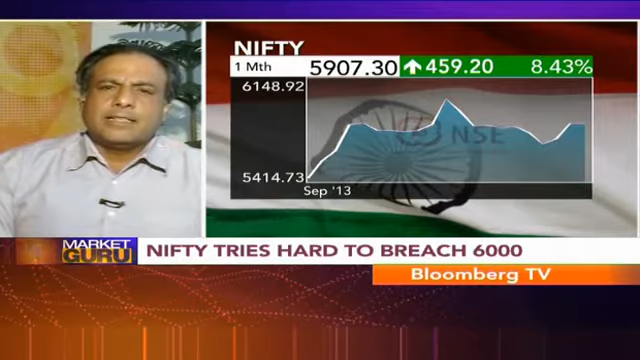 NIFTY
1 Mth 5907.30 459.20 8.43%
6148.92
NSE
5414.73
Sep '13
MARKET GURU
NIFTY TRIES HARD TO BREACH 6000
Bloomberg TV